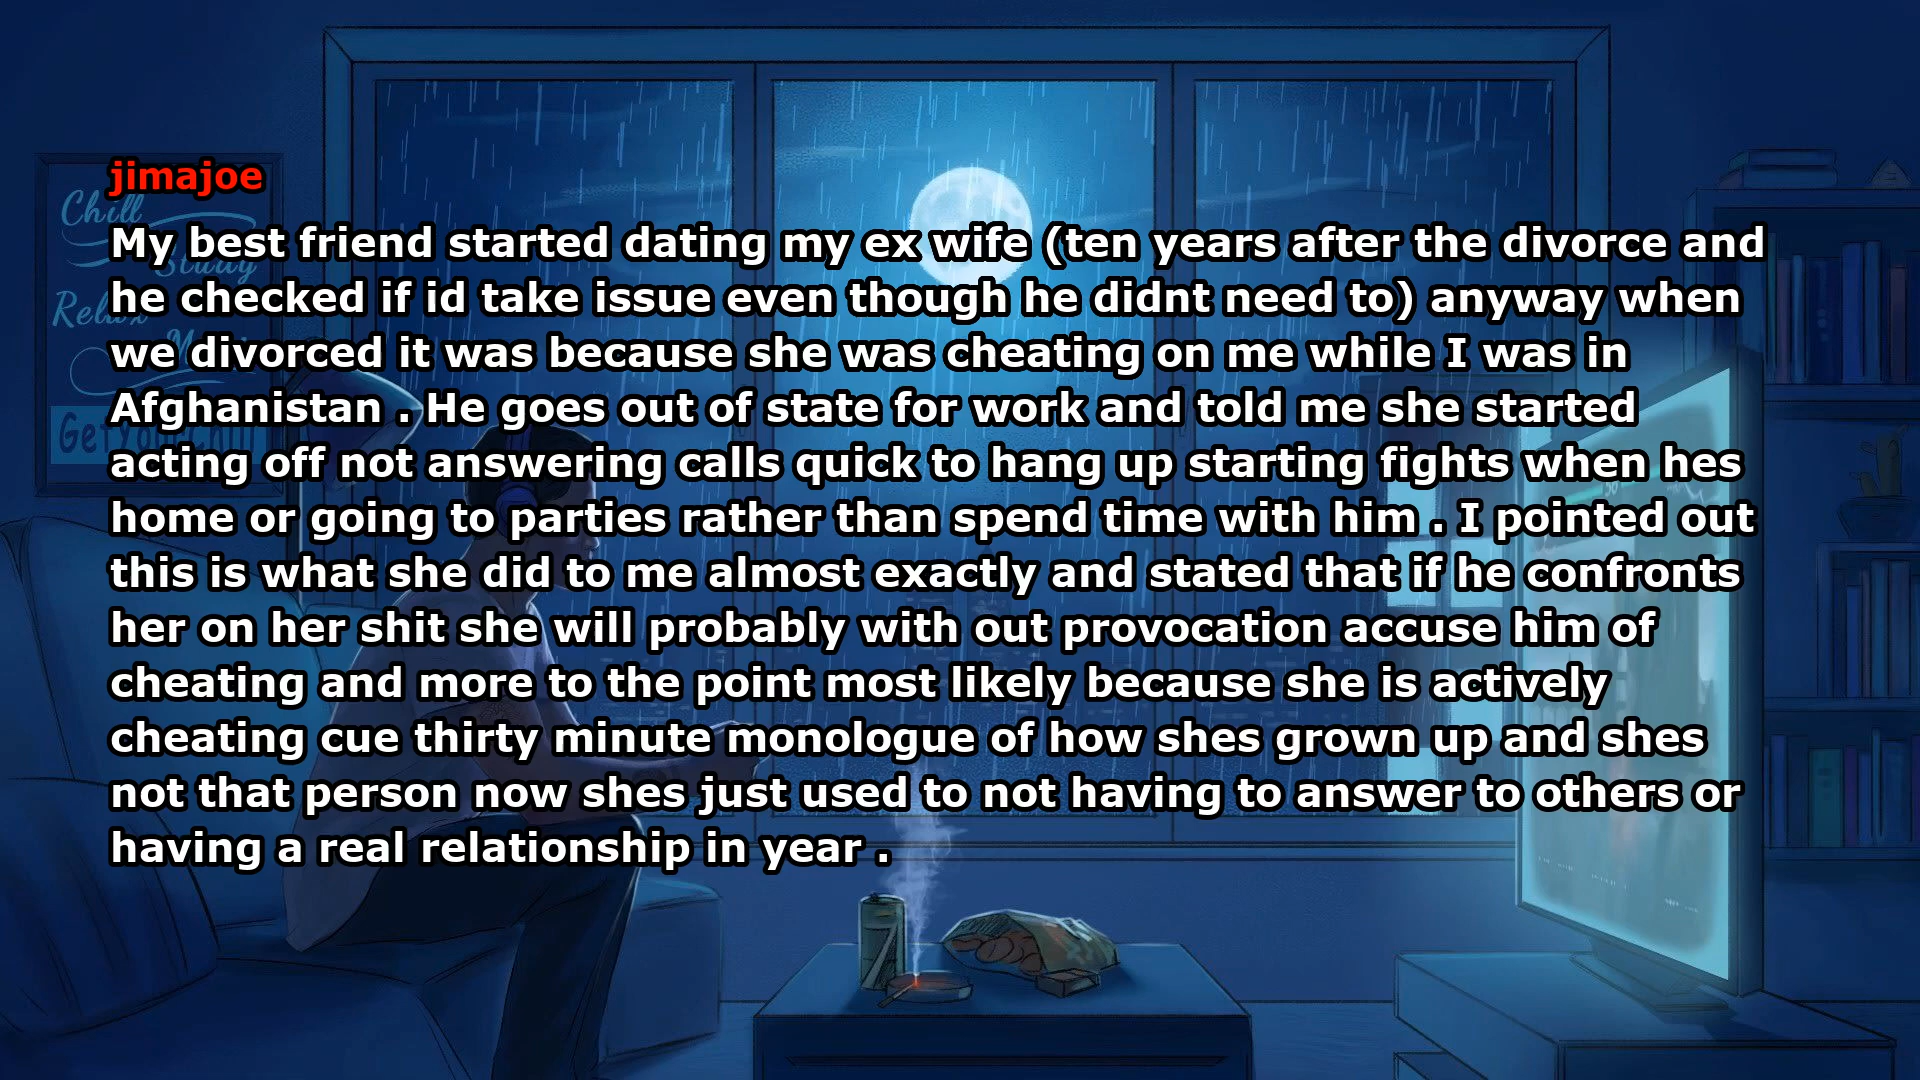 jimajoe
My best friend started dating my ex wife (ten years after the divorce and
he checked if id take issue even though he didnt need to) anyway when
we divorced it was because she was cheating on me while I was in
Afghanistan . He goes out of state for work and told me she started
acting off not answering calls quick to hang up starting fights when hes
home or going to parties rather than spend time with him . I pointed out
this is what she did to me almost exactly and stated that if he confronts
her on her shit she will probably with out provocation accuse him of
cheating and more to the point most likely because she is actively
cheating cue thirty minute monologue of how shes grown up and shes
not that person now shes just used to not having to answer to others or
having a real relationship in year .
Chill
Study
Relax